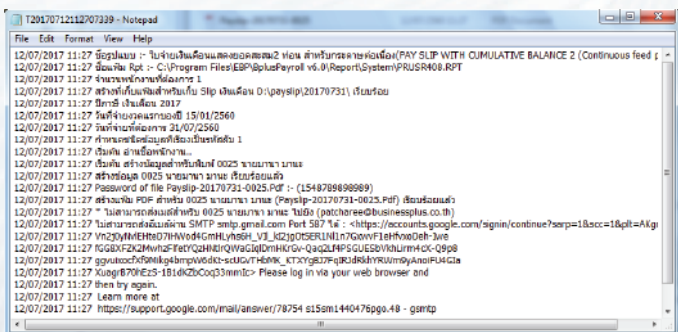 T20170712112707339 - Notepad
File Edit Format View Help
12/07/2017 11:27 ชื่อรูปแบบ :- ใบจ่ายเงินเดือนแสดงยอดสะสม2 ท่อน สำหรับกระดาษต่อเนื่อง(PAY SLIP WITH CUMULATIVE BALANCE 2 (Continuous feed p
12/07/2017 11:27 ชื่อแฟ้ม Rpt :- C:\Program Files\EBP\BplusPayroll v6.0\Report\System\PRUSR408.RPT
12/07/2017 11:27 จำนวนพนักงานที่ต้องการ 1
12/07/2017 11:27 สร้างที่เก็บแฟ้มสำหรับเก็บ Slip เงินเดือน D:\payslip\20170731\ เรียบร้อย
12/07/2017 11:27 ปีภาษี เงินเดือน 2017
12/07/2017 11:27 วันที่จ่ายงวดแรกของปี 15/01/2560
12/07/2017 11:27 วันที่จ่ายที่ต้องการ 31/07/2560
12/07/2017 11:27 กำหนดชนิดข้อมูลที่เรียงเป็นรหัสดับ 1
12/07/2017 11:27 เริ่มต้น อ่านชื่อพนักงาน...
12/07/2017 11:27 เริ่มต้น สร้างข้อมูลสำหรับพิมพ์ 0025 นายมานา มานะ
12/07/2017 11:27 สร้างข้อมูล 0025 นายมานา มานะ เรียบร้อยแล้ว
12/07/2017 11:27 Password of file Payslip-20170731-0025.Pdf :- (1548789898989)
12/07/2017 11:27 สร้างแฟ้ม PDF สำหรับ 0025 นายมานา มานะ (Payslip-20170731-0025.Pdf) เรียบร้อยแล้ว
12/07/2017 11:27 " ไม่สามารถส่งเมล์สำหรับ 0025 นายมานา มานะ ไปยัง (patcharee@businessplus.co.th)
12/07/2017 11:27 ไม่สามารถส่งอีเมล์ผ่าน SMTP smtp.gmail.com Port 587 ได้ : <https://accounts.google.com/signin/continue?sarp=1&scc=1&plt=AKgn
12/07/2017 11:27
12/07/2017 11:27
12/07/2017 11:27
12/07/2017 11:27 Please log in via your web browser and
12/07/2017 11:27 then try again.
12/07/2017 11:27 Learn more at
12/07/2017 11:27 https://support.google.com/mail/answer/78754 s15sm1440476pgo.48 - gsmtp